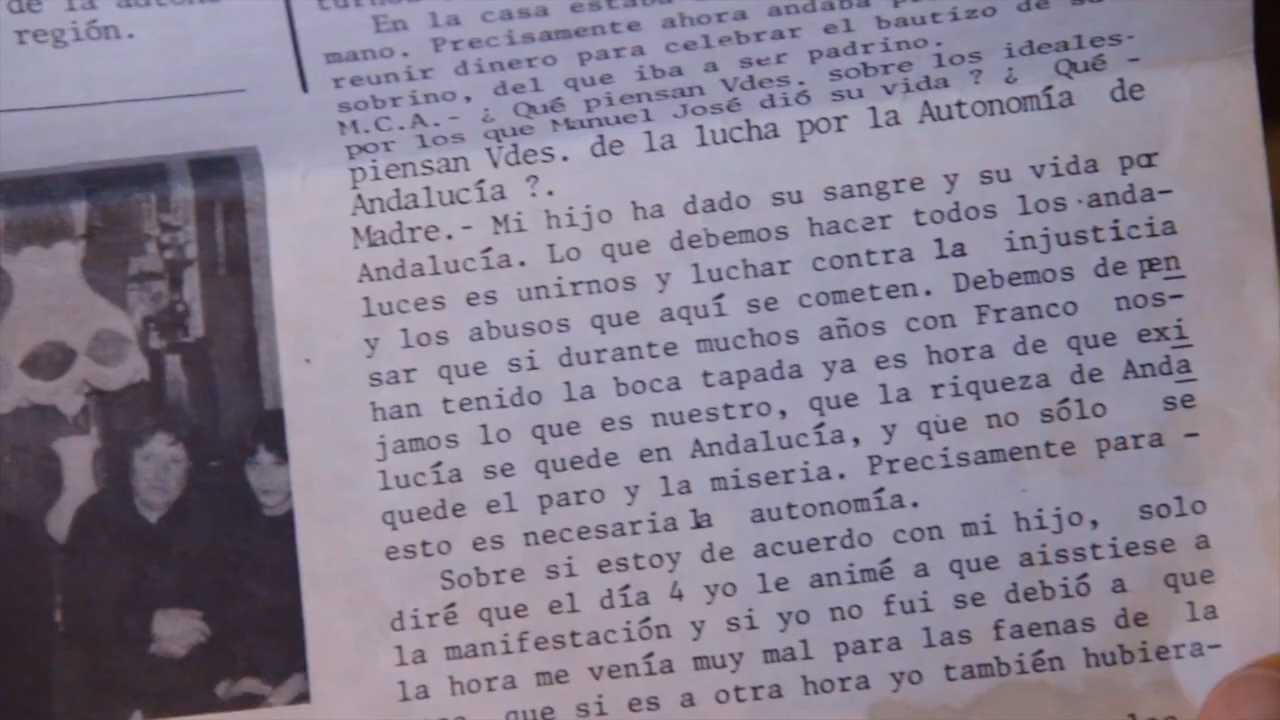 región.
En la casa
mano. Precisamente ahora andaba
reunir dinero para celebrar el bautizo de
sobrino, del que iba a ser padrino.
M.C.A.- ¿ Qué piensan Vdes. sobre los ideales-
por los que Manuel José dió su vida ? ¿ Qué -
piensan Vdes. de la lucha por la Autonomía de
Andalucía ?.
Madre.- Mi hijo ha dado su sangre y su vida por
Andalucía. Lo que debemos hacer todos los anda-
luces es unirnos y luchar contra la injusticia
y los abusos que aquí se cometen. Debemos de pen
sar que si durante muchos años con Franco nos-
han tenido la boca tapada ya es hora de que exi
jamos lo que es nuestro, que la riqueza de Anda
lucía se quede en Andalucía, y que no sólo se
quede el paro y la miseria. Precisamente para -
esto es necesaria la autonomía.
Sobre si estoy de acuerdo con mi hijo, solo
diré que el día 4 yo le animé a que aisstiese a
la manifestación y si yo no fui se debió a que
la hora me venía muy mal para las faenas de la
que si es a otra hora yo también hubiera-